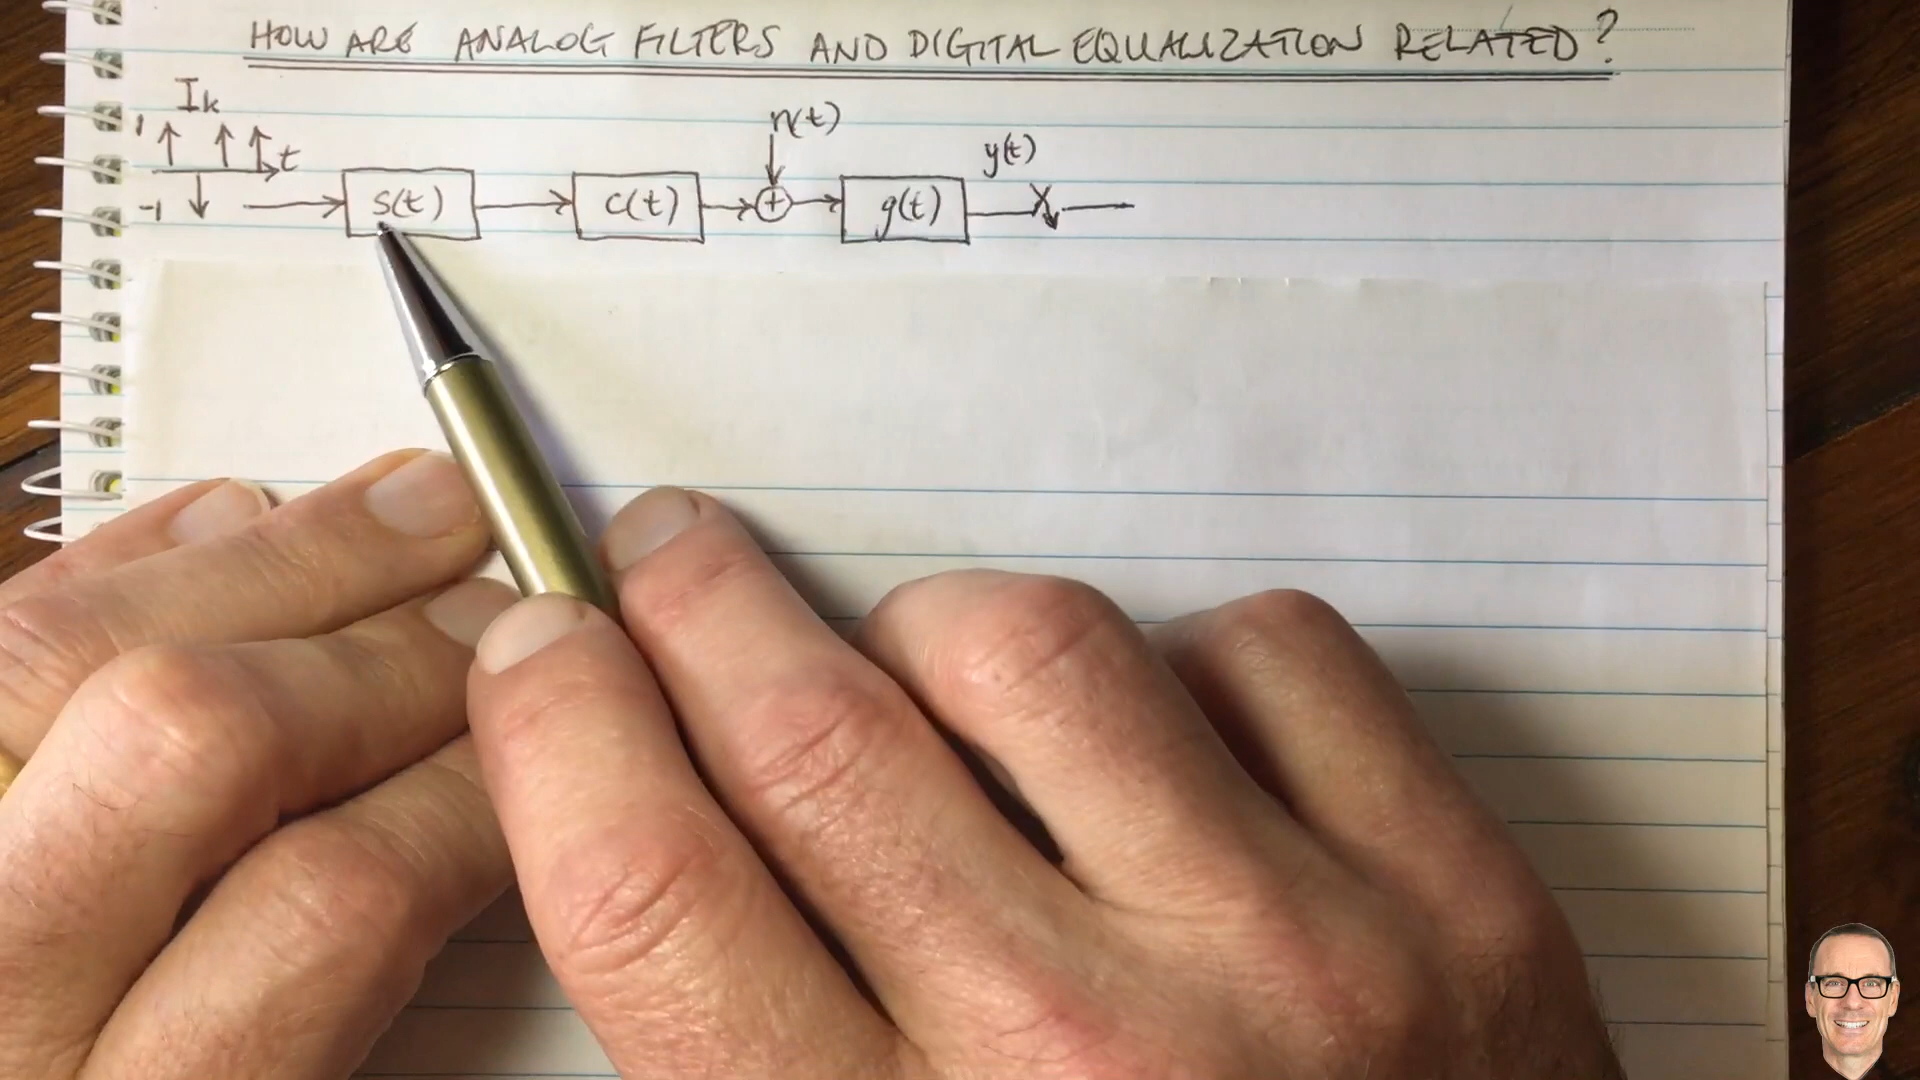 HOW ARE ANALOG FILTERS AND DIGITAL EQUALIZATION RELATED?
Ik
1
t
-1
s(t)
c(t)
n(t)
+
g(t)
y(t)